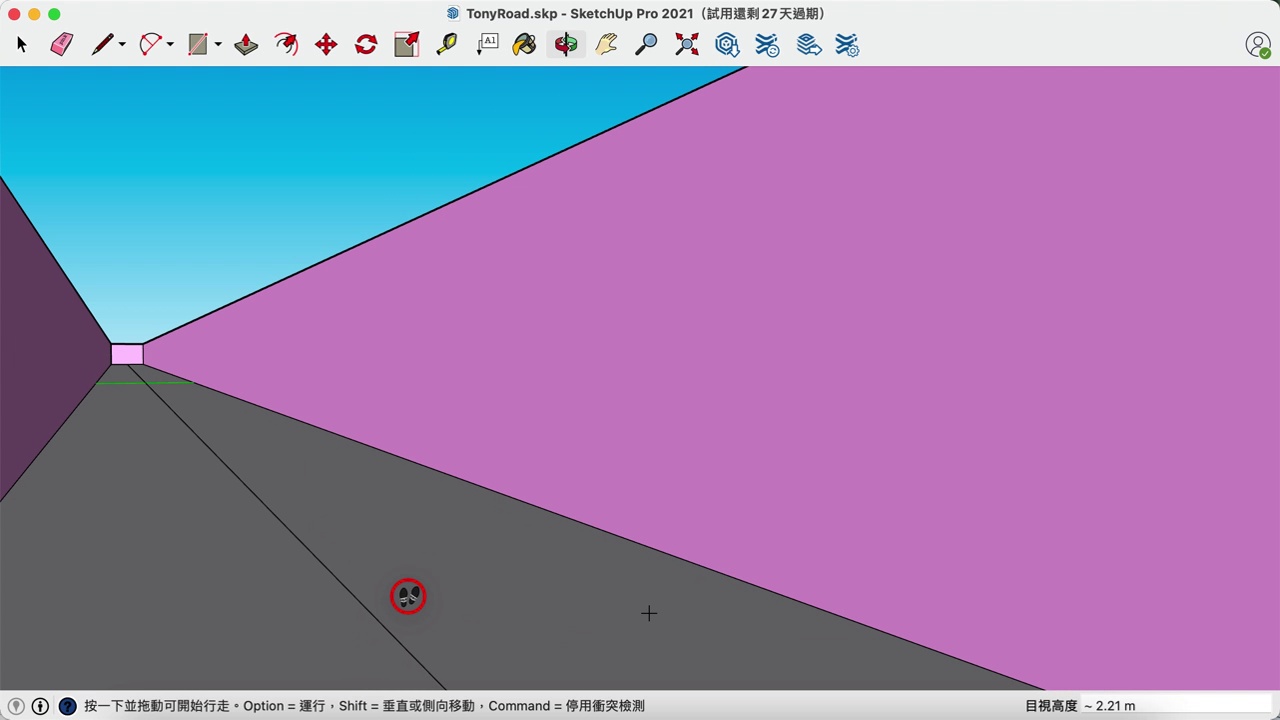 TonyRoad.skp - SketchUp Pro 2021（試用還剩 27 天過期）
A1
?
按一下並拖動可開始行走。Option = 運行，Shift = 垂直或側向移動，Command = 停用衝突檢測
目視高度 ~ 2.21 m